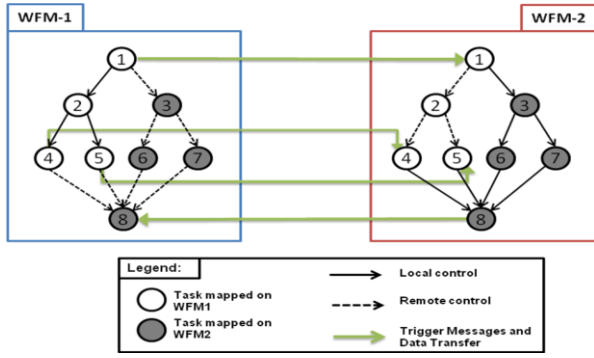 WFM-1
WFM-2
1
2
3
4
5
6
7
8
1
2
3
4
5
6
7
8
Legend:
Task mapped on
WFM1
Task mapped on
WFM2
Local control
Remote control
Trigger Messages and
Data Transfer